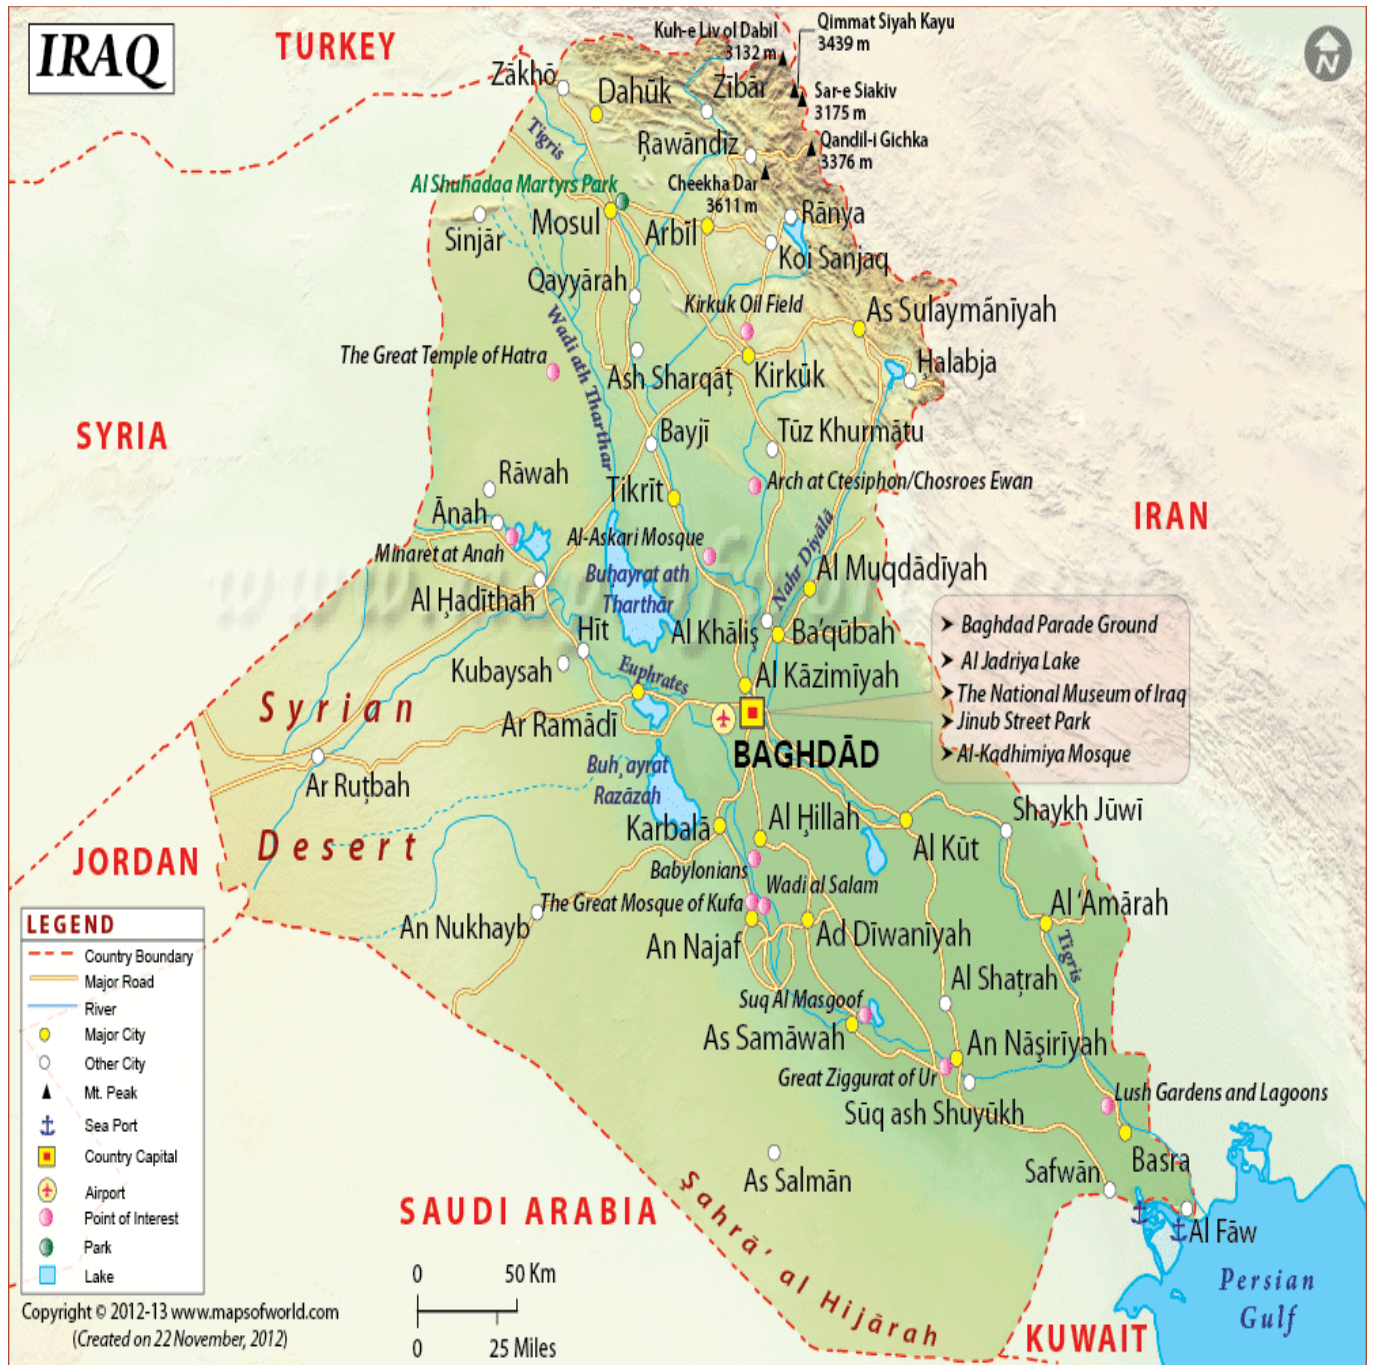 IRAQ
TURKEY
Kuh-e Liv ol Dabil
3132 m
Qimmat Siyah Kayu
3439 m
N
Zākhō
Dahūk
Zībār
Sar-e Siakiv
3175 m
Tigris
Ŗawāndiz
Qandil-i Gichka
3376 m
Al Shuhadaa Martyrs Park
Cheekha Dar
3611 m
Sinjār
Mosul
Arbīl
Rānya
Koi Sanjaq
Qayyārah
Kirkuk Oil Field
As Sulaymánīyah
Wadi ath Tharthar
The Great Temple of Hatra
Ash Sharqāţ
Kirkūk
Ḩalabja
SYRIA
Bayjī
Tūz Khurmātu
Rāwah
Tikrīt
Arch at Ctesiphon/Chosroes Ewan
Ānah
IRAN
Minaret at Anah
Al-Askari Mosque
Nahr Diyālā
Buḩayrat ath
Tharthār
Al Muqdādīyah
Al Ḩadīthah
Hīt
Al Khāliş
Ba'qūbah
Baghdad Parade Ground
Al Jadriya Lake
The National Museum of Iraq
Jinub Street Park
Al-Kadhimiya Mosque
Kubaysah
Euphrates
Al Kāzimīyah
Syrian
Desert
Ar Ramādī
BAGHDĀD
Ar Ruţbah
Buh¸ayrat
Razāzah
Karbalā
Al Ḩillah
Shaykh Jūwī
Al Kūt
JORDAN
Babylonians
Wadi al Salam
The Great Mosque of Kufa
An Nukhayb
An Najaf
Ad Dīwanīyah
Al 'Amārah
Tigris
Al Shaţrah
Suq Al Masgoof
As Samāwah
An Nāşirīyah
Great Ziggurat of Ur
Sūq ash Shuyūkh
Lush Gardens and Lagoons
Basra
As Salmān
Safwān
Al Fāw
SAUDI ARABIA
Şahrā' al Hijārah
Persian
Gulf
KUWAIT
LEGEND
Country Boundary
Major Road
River
Major City
Other City
Mt. Peak
Sea Port
Country Capital
Airport
Point of Interest
Park
Lake
0 50 Km
0 25 Miles
Copyright © 2012-13 www.mapsofworld.com
(Created on 22 November, 2012)